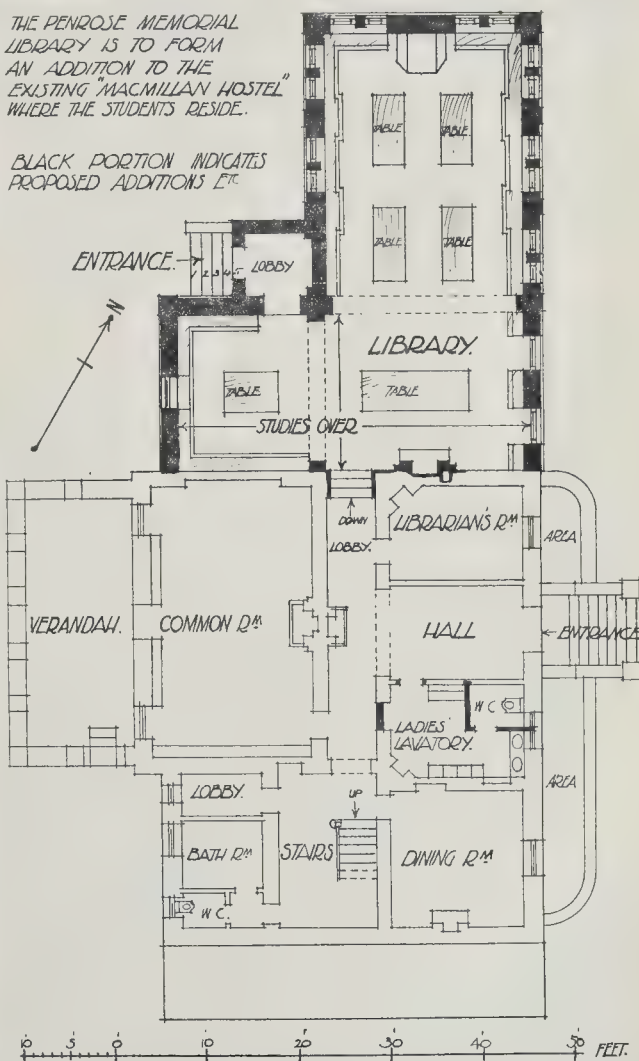 THE PENROSE MEMORIAL
LIBRARY IS TO FORM
AN ADDITION TO THE
EXISTING "MACMILLAN HOSTEL"
WHERE THE STUDENTS RESIDE.
BLACK PORTION INDICATES
PROPOSED ADDITIONS ETC
TABLE
TABLE
TABLE
TABLE
ENTRANCE.
1 2 3 4 5
LOBBY
N
LIBRARY.
TABLE
TABLE
STUDIES OVER
DOWN
LOBBY.
LIBRARIAN'S RM
AREA
VERANDAH.
COMMON RM
HALL
ENTRANCE
W C
LADIES'
LAVATORY.
LOBBY.
UP
AREA
BATH RM
STAIRS
DINING RM
W C.
10 5 0 10 20 30 40 50 FEET.